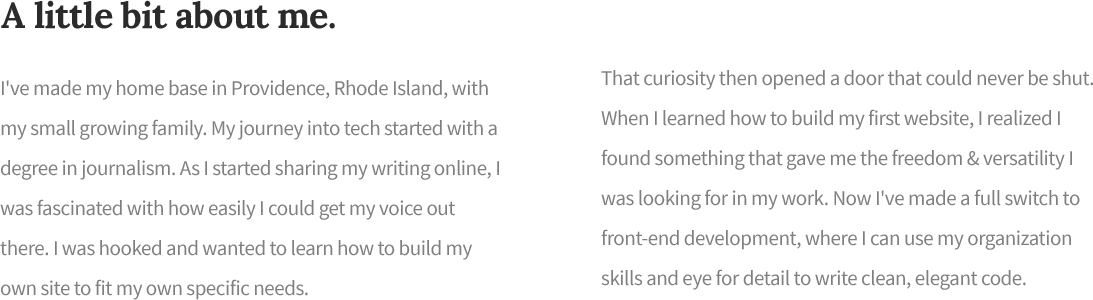 A little bit about me.
I've made my home base in Providence, Rhode Island, with
my small growing family. My journey into tech started with a
degree in journalism. As I started sharing my writing online, I
was fascinated with how easily I could get my voice out
there. I was hooked and wanted to learn how to build my
own site to fit my own specific needs.
That curiosity then opened a door that could never be shut.
When I learned how to build my first website, I realized I
found something that gave me the freedom & versatility I
was looking for in my work. Now I've made a full switch to
front-end development, where I can use my organization
skills and eye for detail to write clean, elegant code.